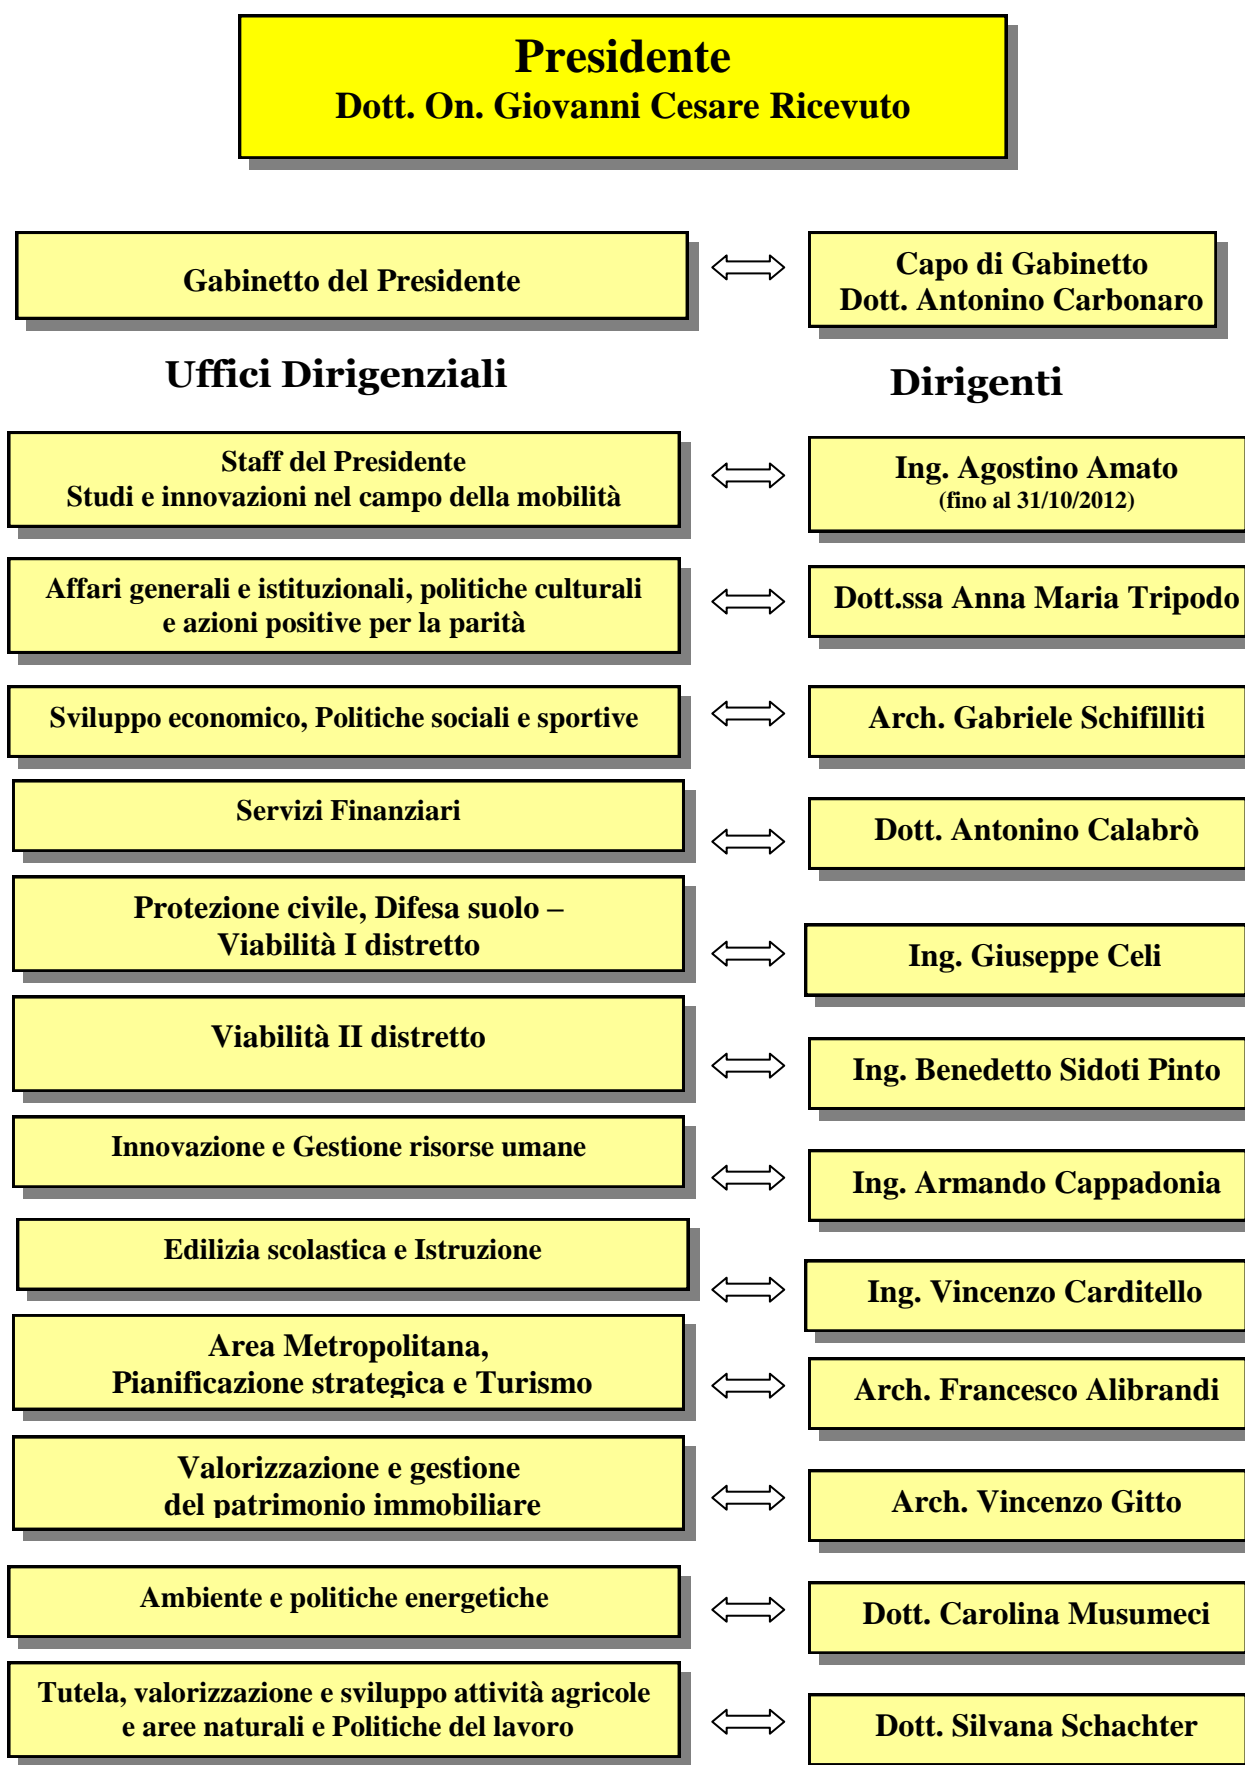 Presidente
Dott. On. Giovanni Cesare Ricevuto
Gabinetto del Presidente
Capo di Gabinetto
Dott. Antonino Carbonaro
Uffici Dirigenziali
Dirigenti
Staff del Presidente
Studi e innovazioni nel campo della mobilità
Ing. Agostino Amato
(fino al 31/10/2012)
Affari generali e istituzionali, politiche culturali
e azioni positive per la parità
Dott.ssa Anna Maria Tripodo
Sviluppo economico, Politiche sociali e sportive
Arch. Gabriele Schifilliti
Servizi Finanziari
Dott. Antonino Calabrò
Protezione civile, Difesa suolo –
Viabilità I distretto
Ing. Giuseppe Celi
Viabilità II distretto
Ing. Benedetto Sidoti Pinto
Innovazione e Gestione risorse umane
Ing. Armando Cappadonia
Edilizia scolastica e Istruzione
Ing. Vincenzo Carditello
Area Metropolitana,
Pianificazione strategica e Turismo
Arch. Francesco Alibrandi
Valorizzazione e gestione
del patrimonio immobiliare
Arch. Vincenzo Gitto
Ambiente e politiche energetiche
Dott. Carolina Musumeci
Tutela, valorizzazione e sviluppo attività agricole
e aree naturali e Politiche del lavoro
Dott. Silvana Schachter